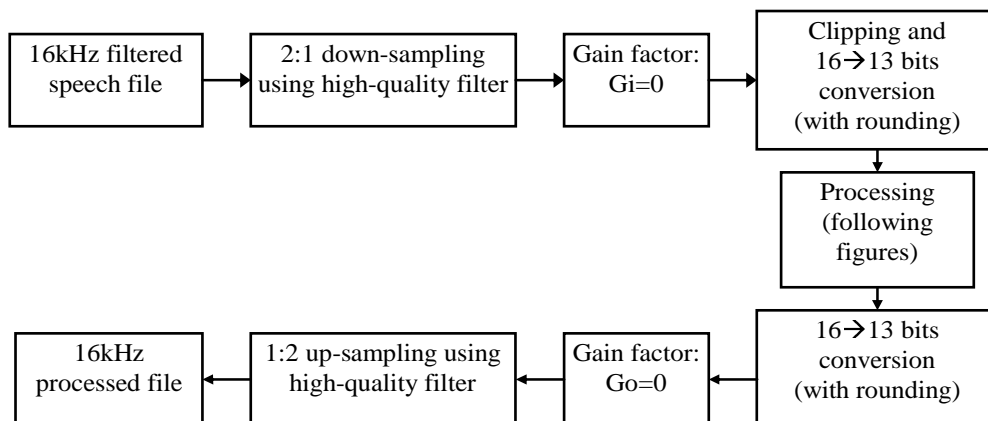 16kHz filtered
speech file
2:1 down-sampling
using high-quality filter
Gain factor:
Gi=0
Clipping and
16→13 bits
conversion
(with rounding)
Processing
(following
figures)
16→13 bits
conversion
(with rounding)
Gain factor:
Go=0
1:2 up-sampling using
high-quality filter
16kHz
processed file